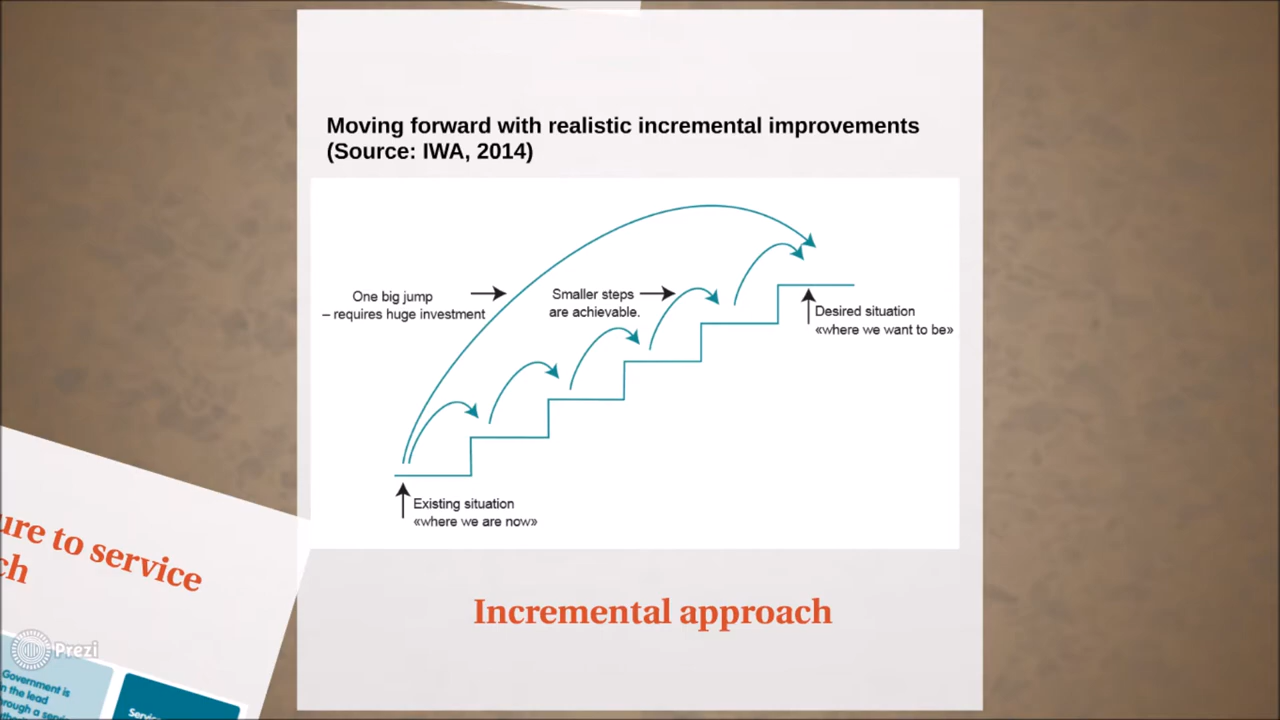 Moving forward with realistic incremental improvements
(Source: IWA, 2014)
One big jump
– requires huge investment
Smaller steps
are achievable.
Desired situation
«where we want to be»
Existing situation
«where we are now»
Incremental approach
ure to service
ch
Prezi
Government is
n the lead
rough a